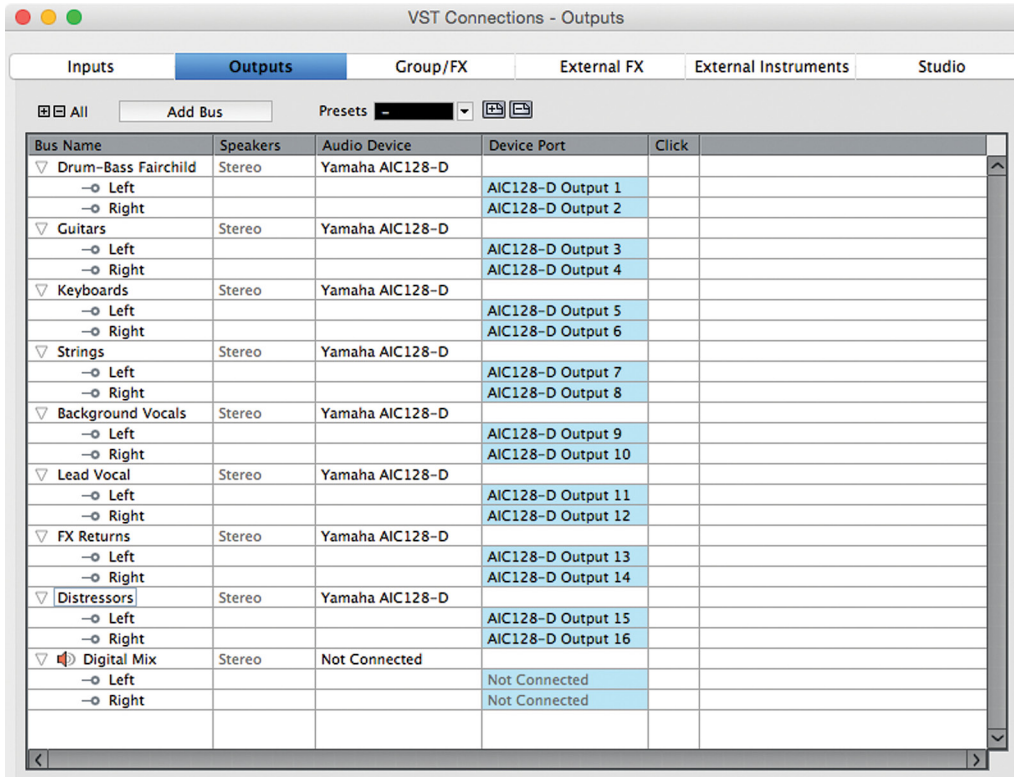 VST Connections - Outputs
Inputs Outputs Group/FX External FX External Instruments Studio
All Add Bus Presets –
Bus Name Speakers Audio Device Device Port Click
Drum-Bass Fairchild Stereo Yamaha AIC128-D
Left AIC128-D Output 1
Right AIC128-D Output 2
Guitars Stereo Yamaha AIC128-D
Left AIC128-D Output 3
Right AIC128-D Output 4
Keyboards Stereo Yamaha AIC128-D
Left AIC128-D Output 5
Right AIC128-D Output 6
Strings Stereo Yamaha AIC128-D
Left AIC128-D Output 7
Right AIC128-D Output 8
Background Vocals Stereo Yamaha AIC128-D
Left AIC128-D Output 9
Right AIC128-D Output 10
Lead Vocal Stereo Yamaha AIC128-D
Left AIC128-D Output 11
Right AIC128-D Output 12
FX Returns Stereo Yamaha AIC128-D
Left AIC128-D Output 13
Right AIC128-D Output 14
Distressors Stereo Yamaha AIC128-D
Left AIC128-D Output 15
Right AIC128-D Output 16
Digital Mix Stereo Not Connected
Left Not Connected
Right Not Connected